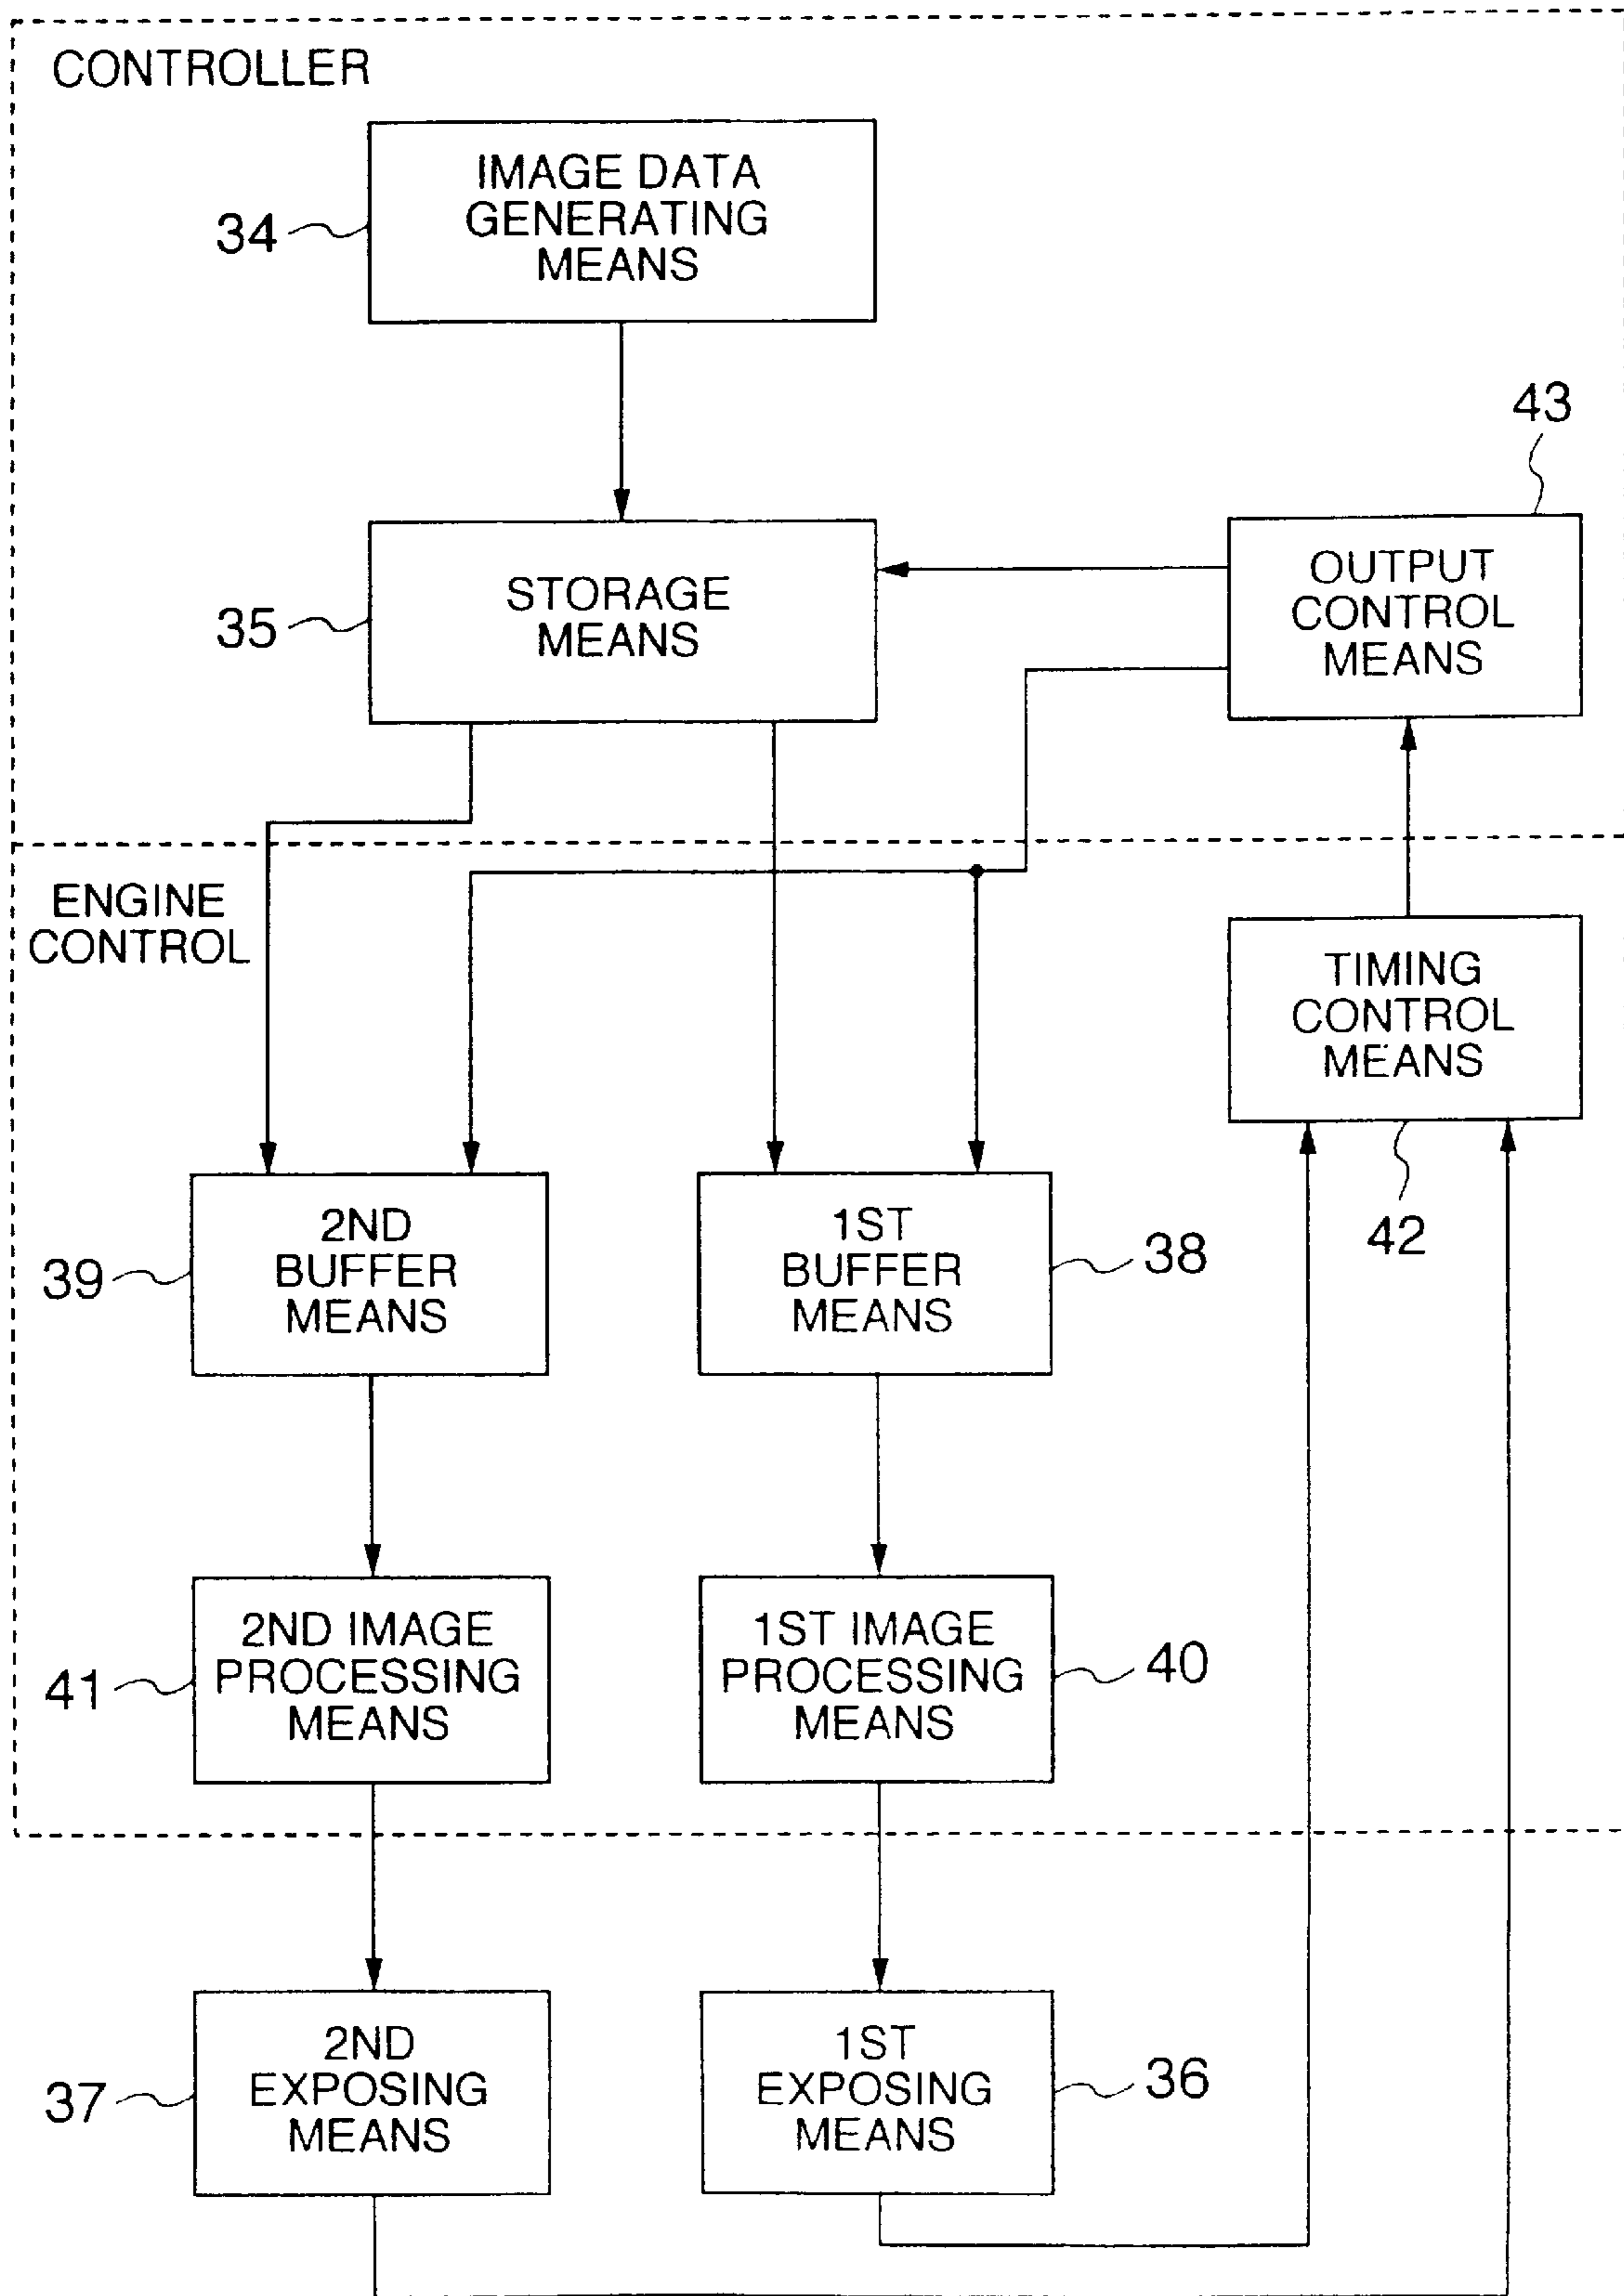 CONTROLLER
IMAGE DATA
GENERATING
MEANS
34
43
STORAGE
MEANS
35
OUTPUT
CONTROL
MEANS
ENGINE
CONTROL
TIMING
CONTROL
MEANS
42
2ND
BUFFER
MEANS
39
1ST
BUFFER
MEANS
38
2ND IMAGE
PROCESSING
MEANS
41
1ST IMAGE
PROCESSING
MEANS
40
2ND
EXPOSING
MEANS
37
1ST
EXPOSING
MEANS
36